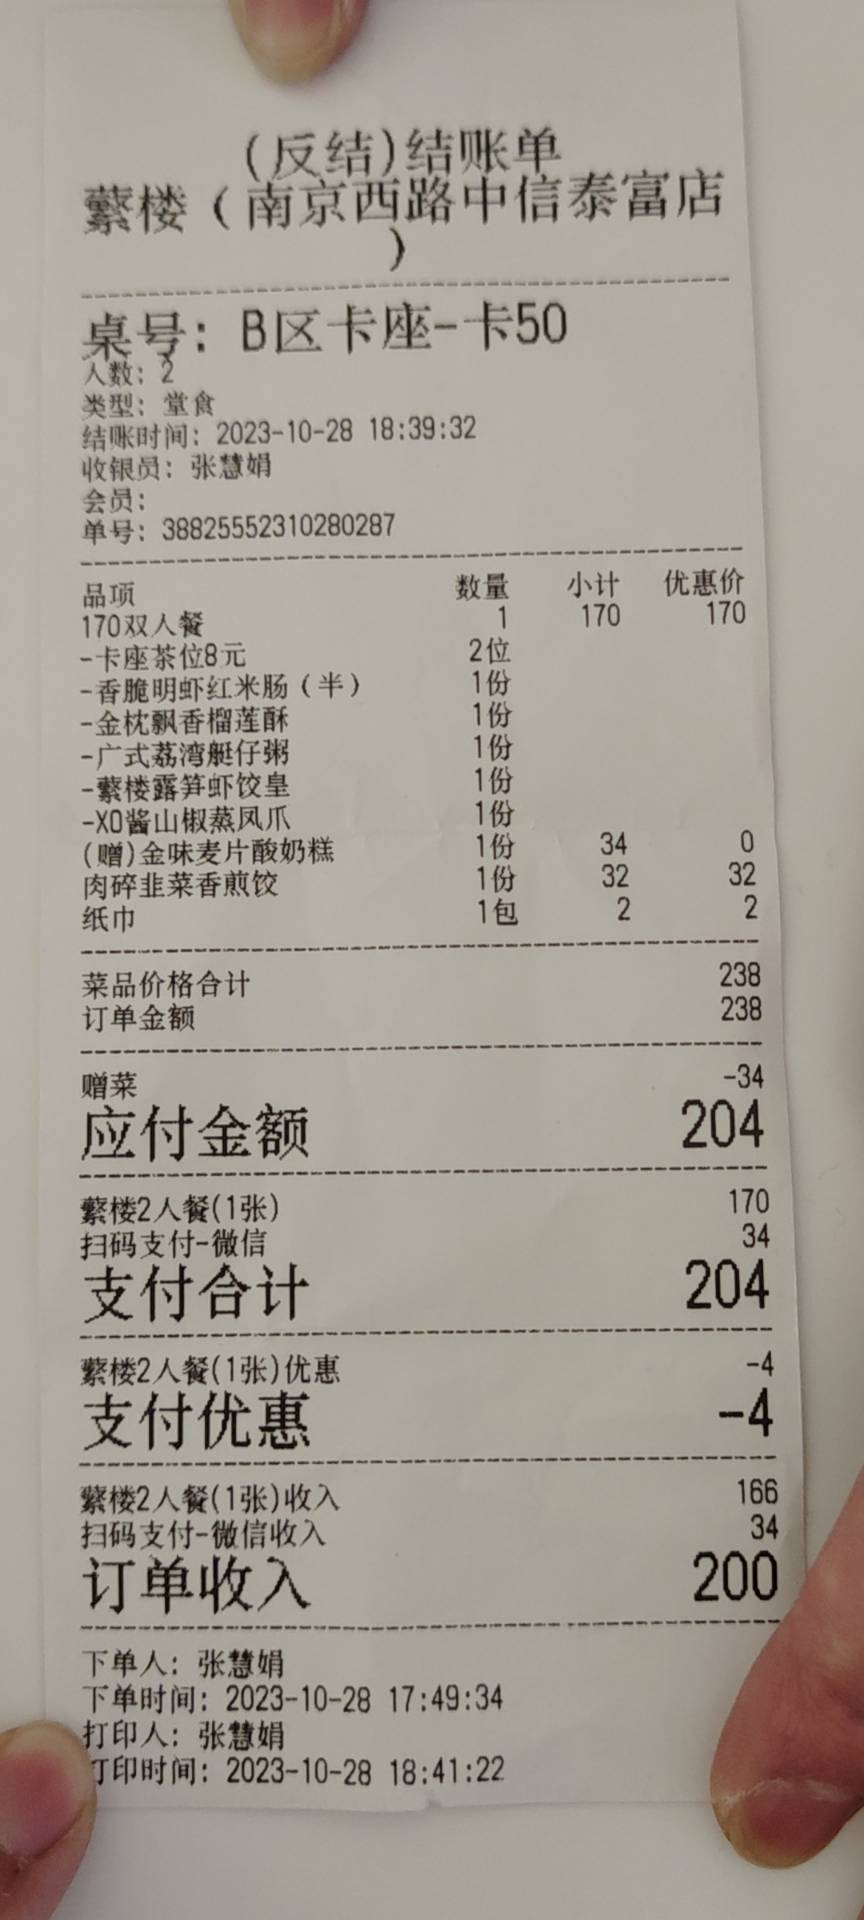 (反结)结账单
蘩楼（南京西路中信泰富店
）
桌号: B区卡座-卡50
人数: 2
类型: 堂食
结账时间: 2023-10-28 18:39:32
收银员: 张慧娟
会员:
单号: 38825552310280287
品项 数量 小计 优惠价
170双人餐 1 170 170
-卡座茶位8元 2位
-香脆明虾红米肠（半） 1份
-金枕飘香榴莲酥 1份
-广式荔湾艇仔粥 1份
-蘩楼露笋虾饺皇 1份
-XO酱山椒蒸凤爪 1份
(赠)金味麦片酸奶糕 1份 34 0
肉碎韭菜香煎饺 1份 32 32
纸巾 1包 2 2
菜品价格合计 238
订单金额 238
赠菜 -34
应付金额 204
蘩楼2人餐(1张) 170
扫码支付-微信 34
支付合计 204
蘩楼2人餐(1张)优惠 -4
支付优惠 -4
蘩楼2人餐(1张)收入 166
扫码支付-微信收入 34
订单收入 200
下单人: 张慧娟
下单时间: 2023-10-28 17:49:34
打印人: 张慧娟
打印时间: 2023-10-28 18:41:22